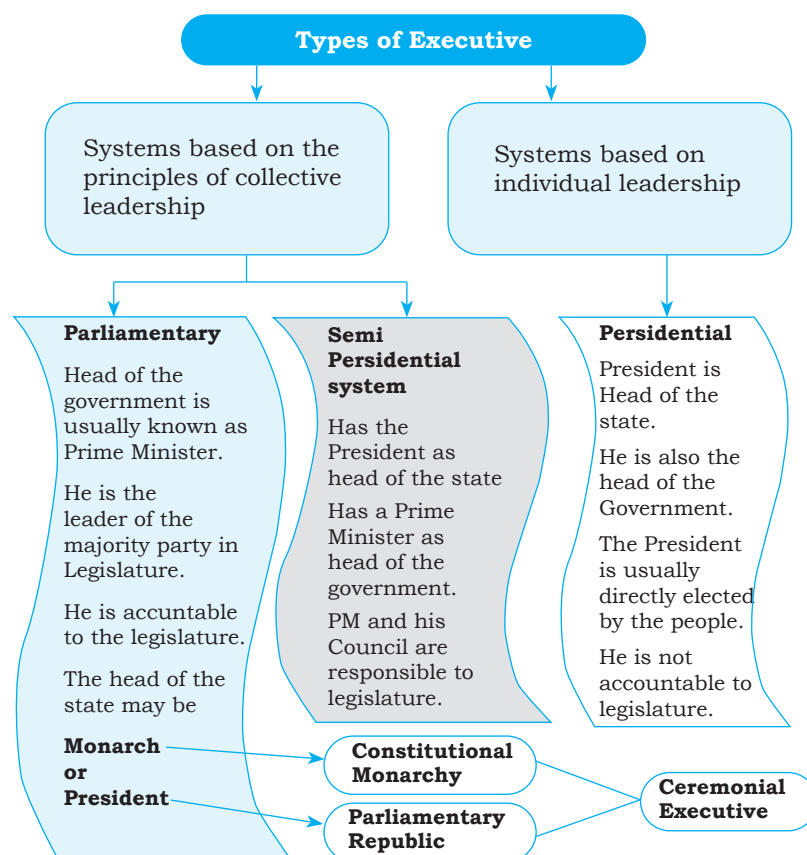 Types of Executive
Systems based on the
principles of collective
leadership
Systems based on
individual leadership
Parliamentary
Head of the
government is
usually known as
Prime Minister.
He is the
leader of the
majority party in
Legislature.
He is accuntable
to the legislature.
The head of the
state may be
Monarch
or
President
Semi
Persidential
system
Has the
President as
head of the state
Has a Prime
Minister as
head of the
government.
PM and his
Council are
responsible to
legislature.
Persidential
President is
Head of the
state.
He is also the
head of the
Government.
The President
is usually
directly elected
by the people.
He is not
accountable to
legislature.
Constitutional
Monarchy
Parliamentary
Republic
Ceremonial
Executive